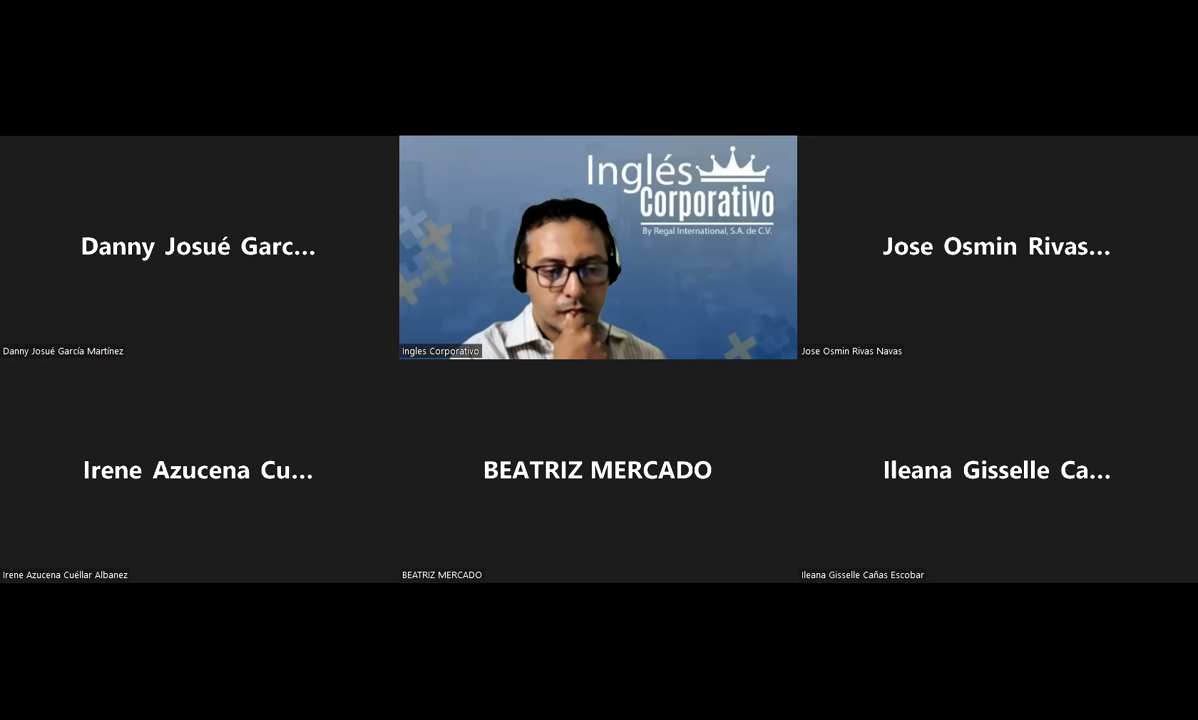 Inglés
Corporativo
By Regal International, S.A. de C.V.
Danny Josué Garc...
Jose Osmin Rivas...
Danny Josué García Martínez
Ingles Corporativo
Jose Osmin Rivas Navas
Irene Azucena Cu...
BEATRIZ MERCADO
Ileana Gisselle Ca...
Irene Azucena Cuéllar Albanez
BEATRIZ MERCADO
Ileana Gisselle Cañas Escobar